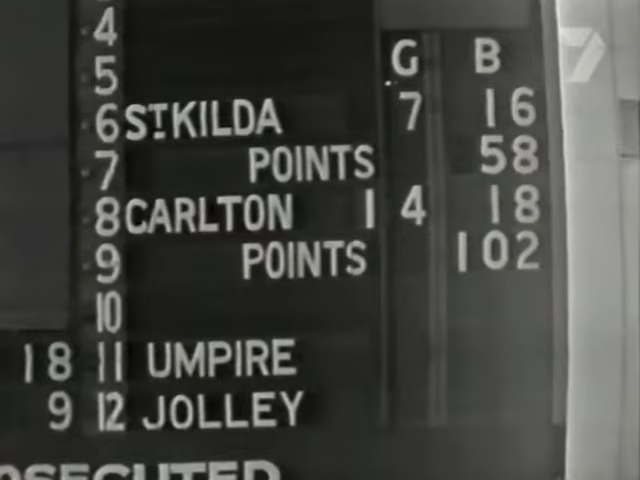 4
5 G B
6 ST KILDA 7 16
7 POINTS 58
8 CARLTON 14 18
9 POINTS 102
10
18 11 UMPIRE
9 12 JOLLEY
7